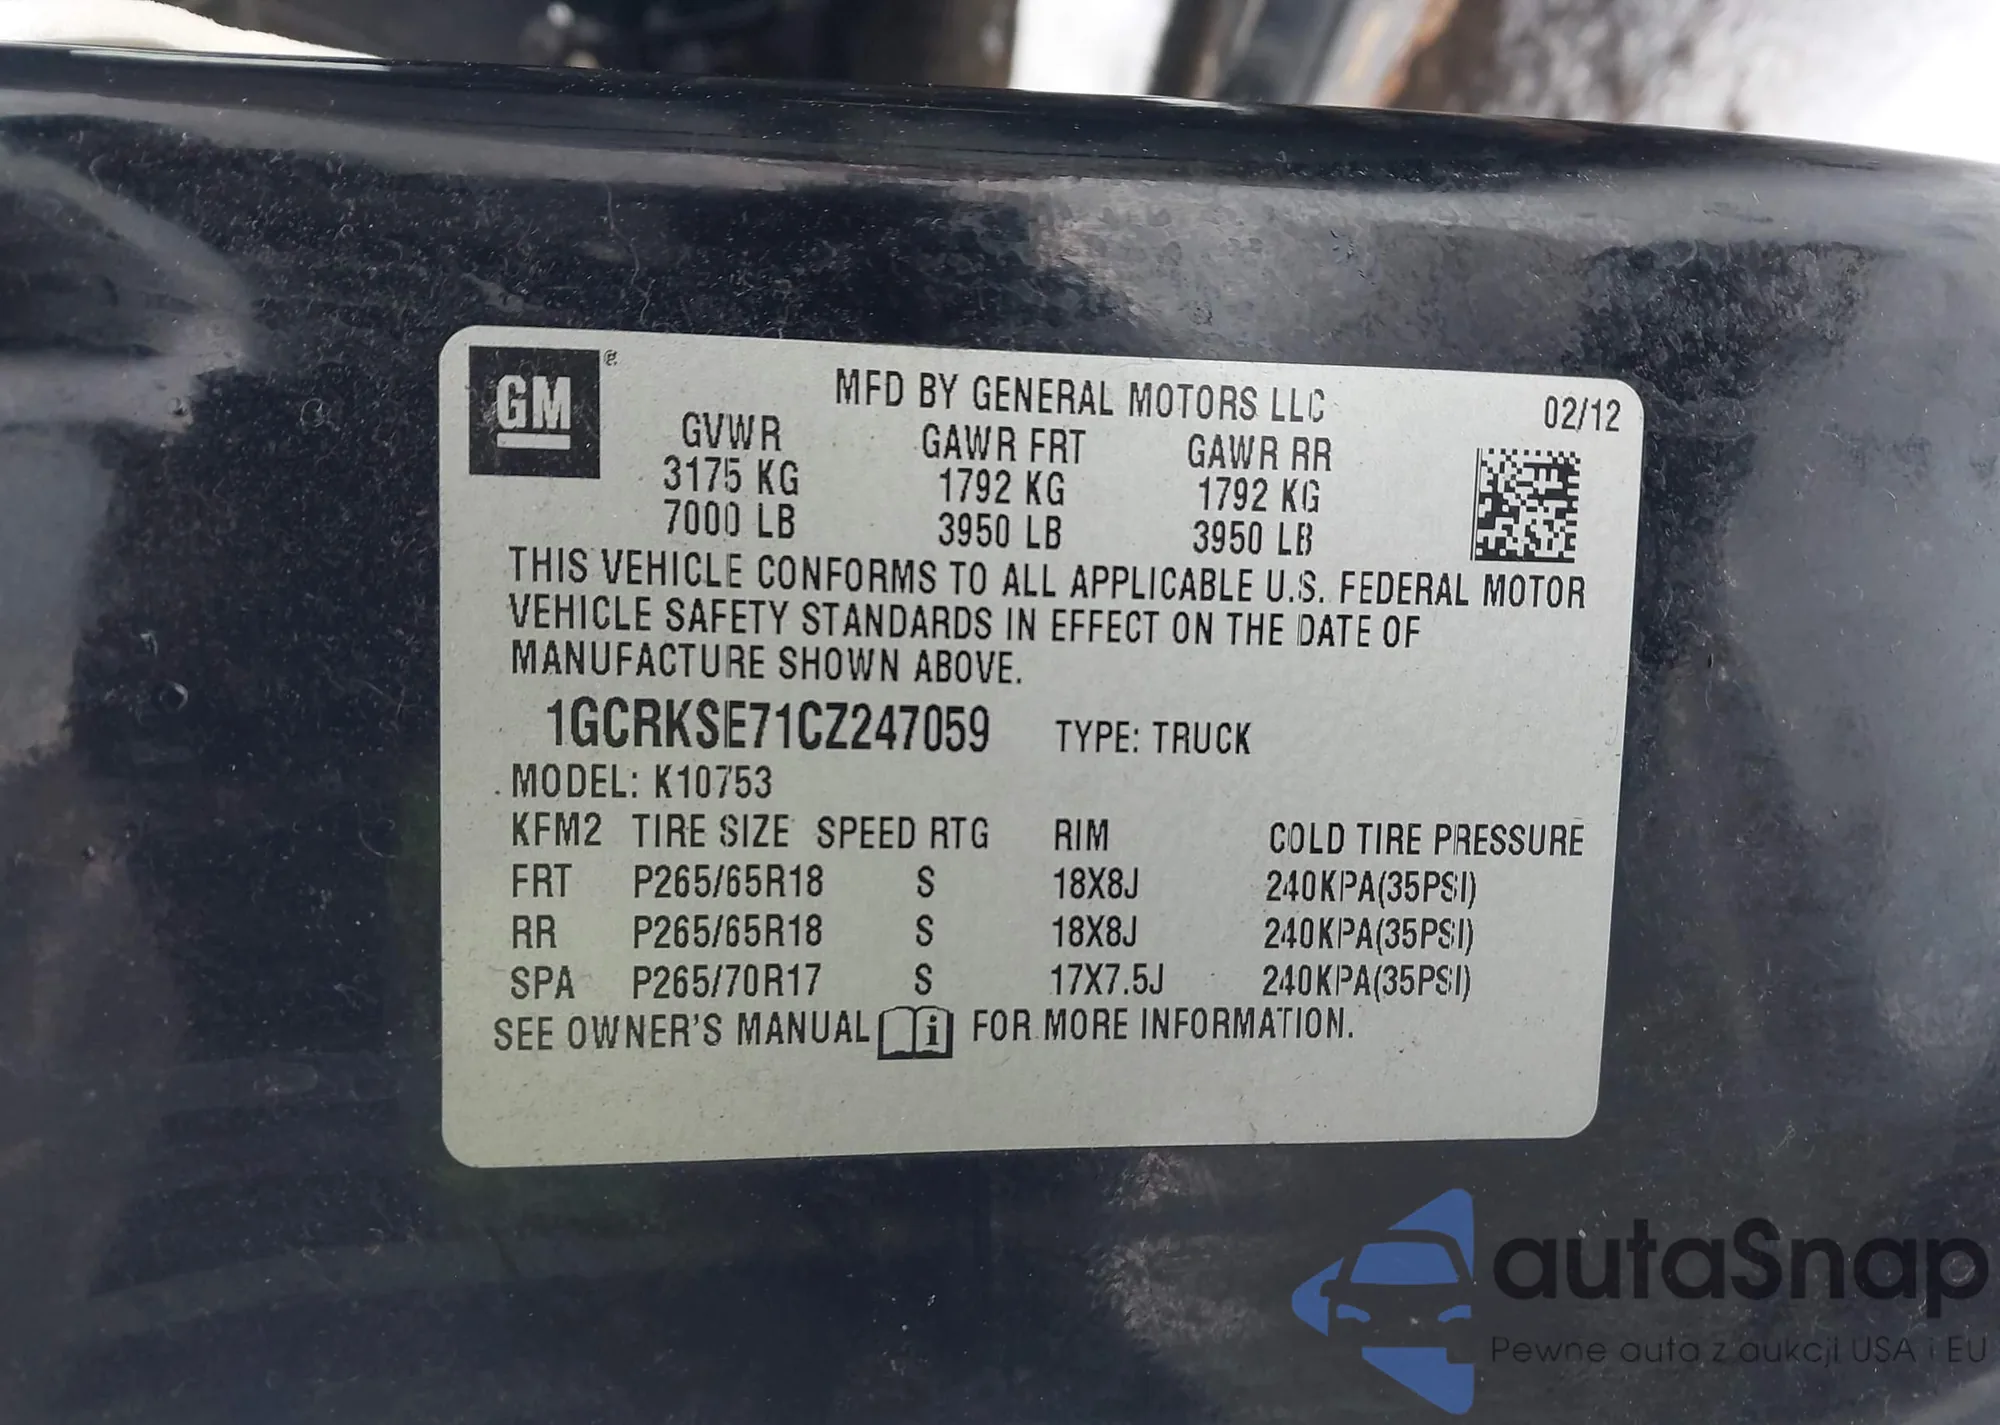 GM ®
MFD BY GENERAL MOTORS LLC 02/12
GVWR GAWR FRT GAWR RR
3175 KG 1792 KG 1792 KG
7000 LB 3950 LB 3950 LB
THIS VEHICLE CONFORMS TO ALL APPLICABLE U.S. FEDERAL MOTOR
VEHICLE SAFETY STANDARDS IN EFFECT ON THE DATE OF
MANUFACTURE SHOWN ABOVE.
1GCRKSE71CZ247059 TYPE: TRUCK
MODEL: K10753
KFM2 TIRE SIZE SPEED RTG RIM COLD TIRE PRESSURE
FRT P265/65R18 S 18X8J 240KPA(35PSI)
RR P265/65R18 S 18X8J 240KPA(35PSI)
SPA P265/70R17 S 17X7.5J 240KPA(35PSI)
SEE OWNER'S MANUAL i FOR MORE INFORMATION.
autaSnap
Pewne auta z aukcji USA i EU